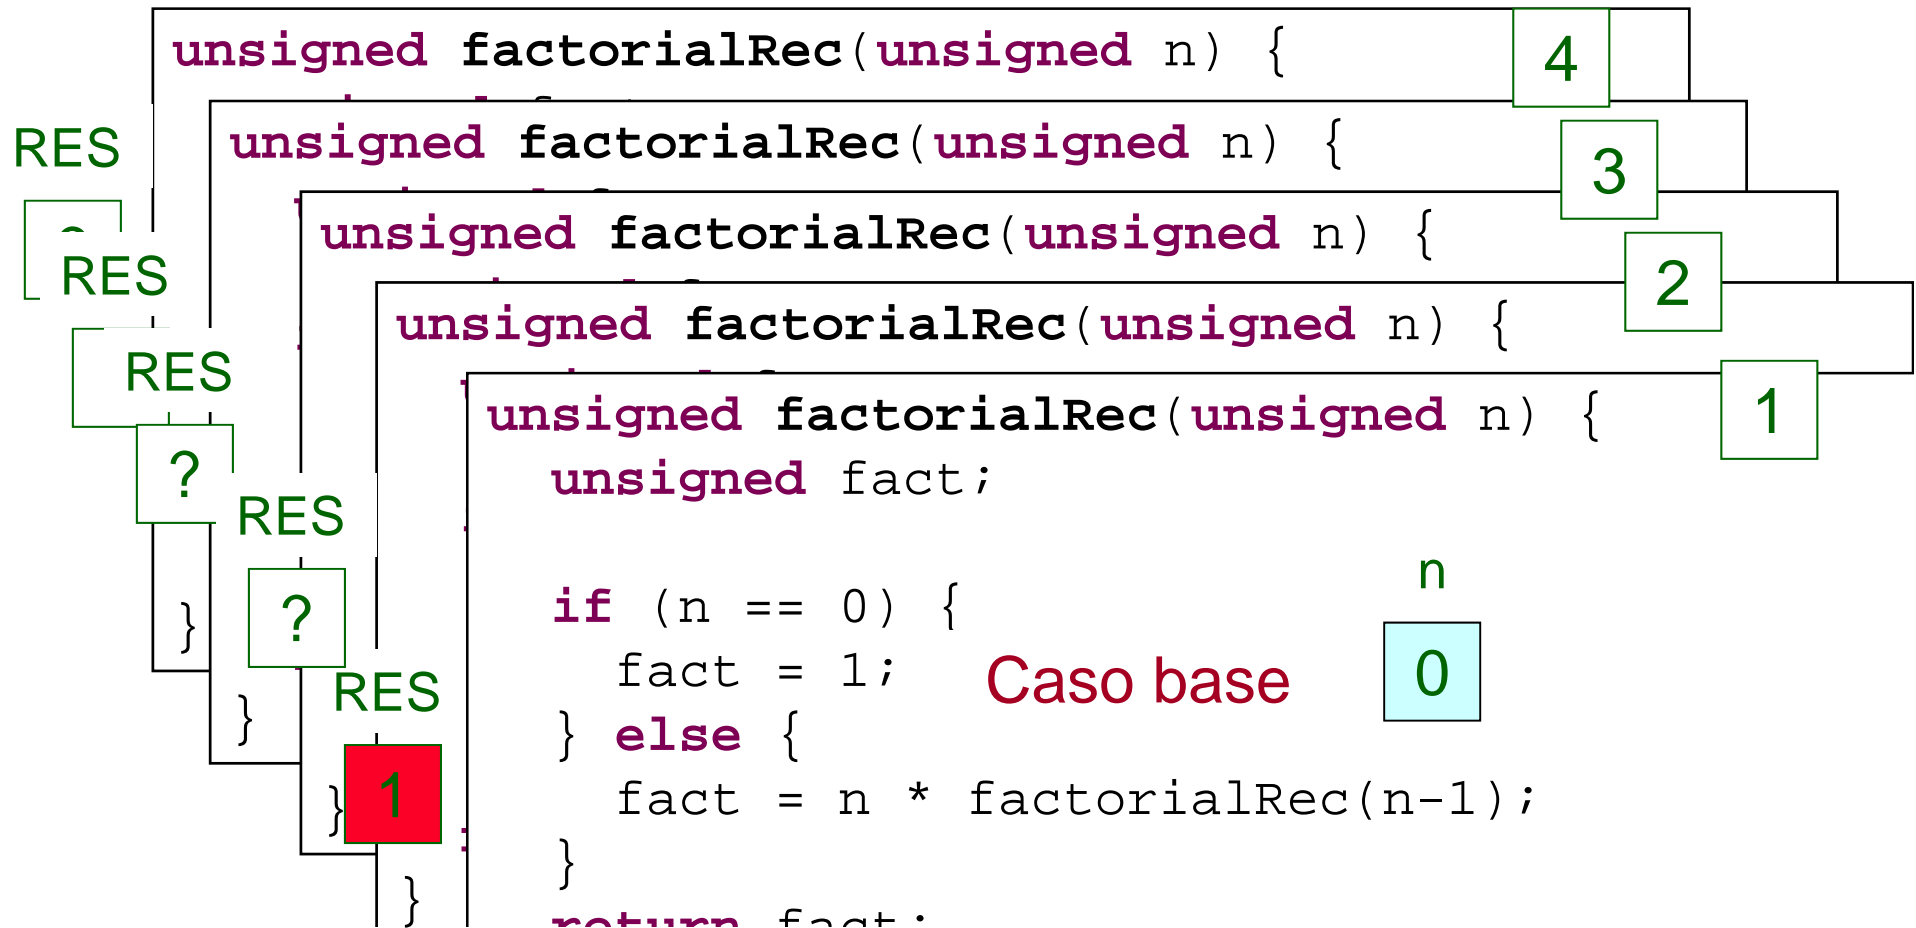 unsigned factorialRec(unsigned n) {
4
RES
unsigned factorialRec(unsigned n) {
3
RES
unsigned factorialRec(unsigned n) {
2
RES
unsigned factorialRec(unsigned n) {
1
?
RES
unsigned factorialRec(unsigned n) {
unsigned fact;
?
RES
n
if (n == 0) {
fact = 1;
Caso base
0
} else {
1
fact = n * factorialRec(n-1);
}
return fact;
}
}
}
}